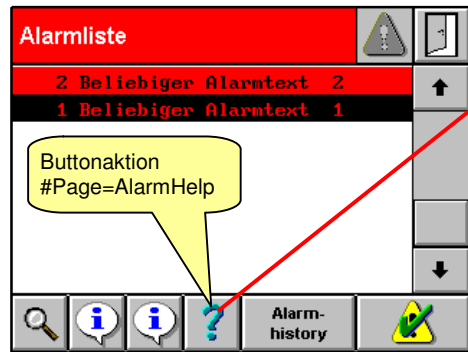 Alarmliste
2 Beliebiger Alarmtext 2
1 Beliebiger Alarmtext 1
Buttonaktion
#Page=AlarmHelp
Alarm-
history